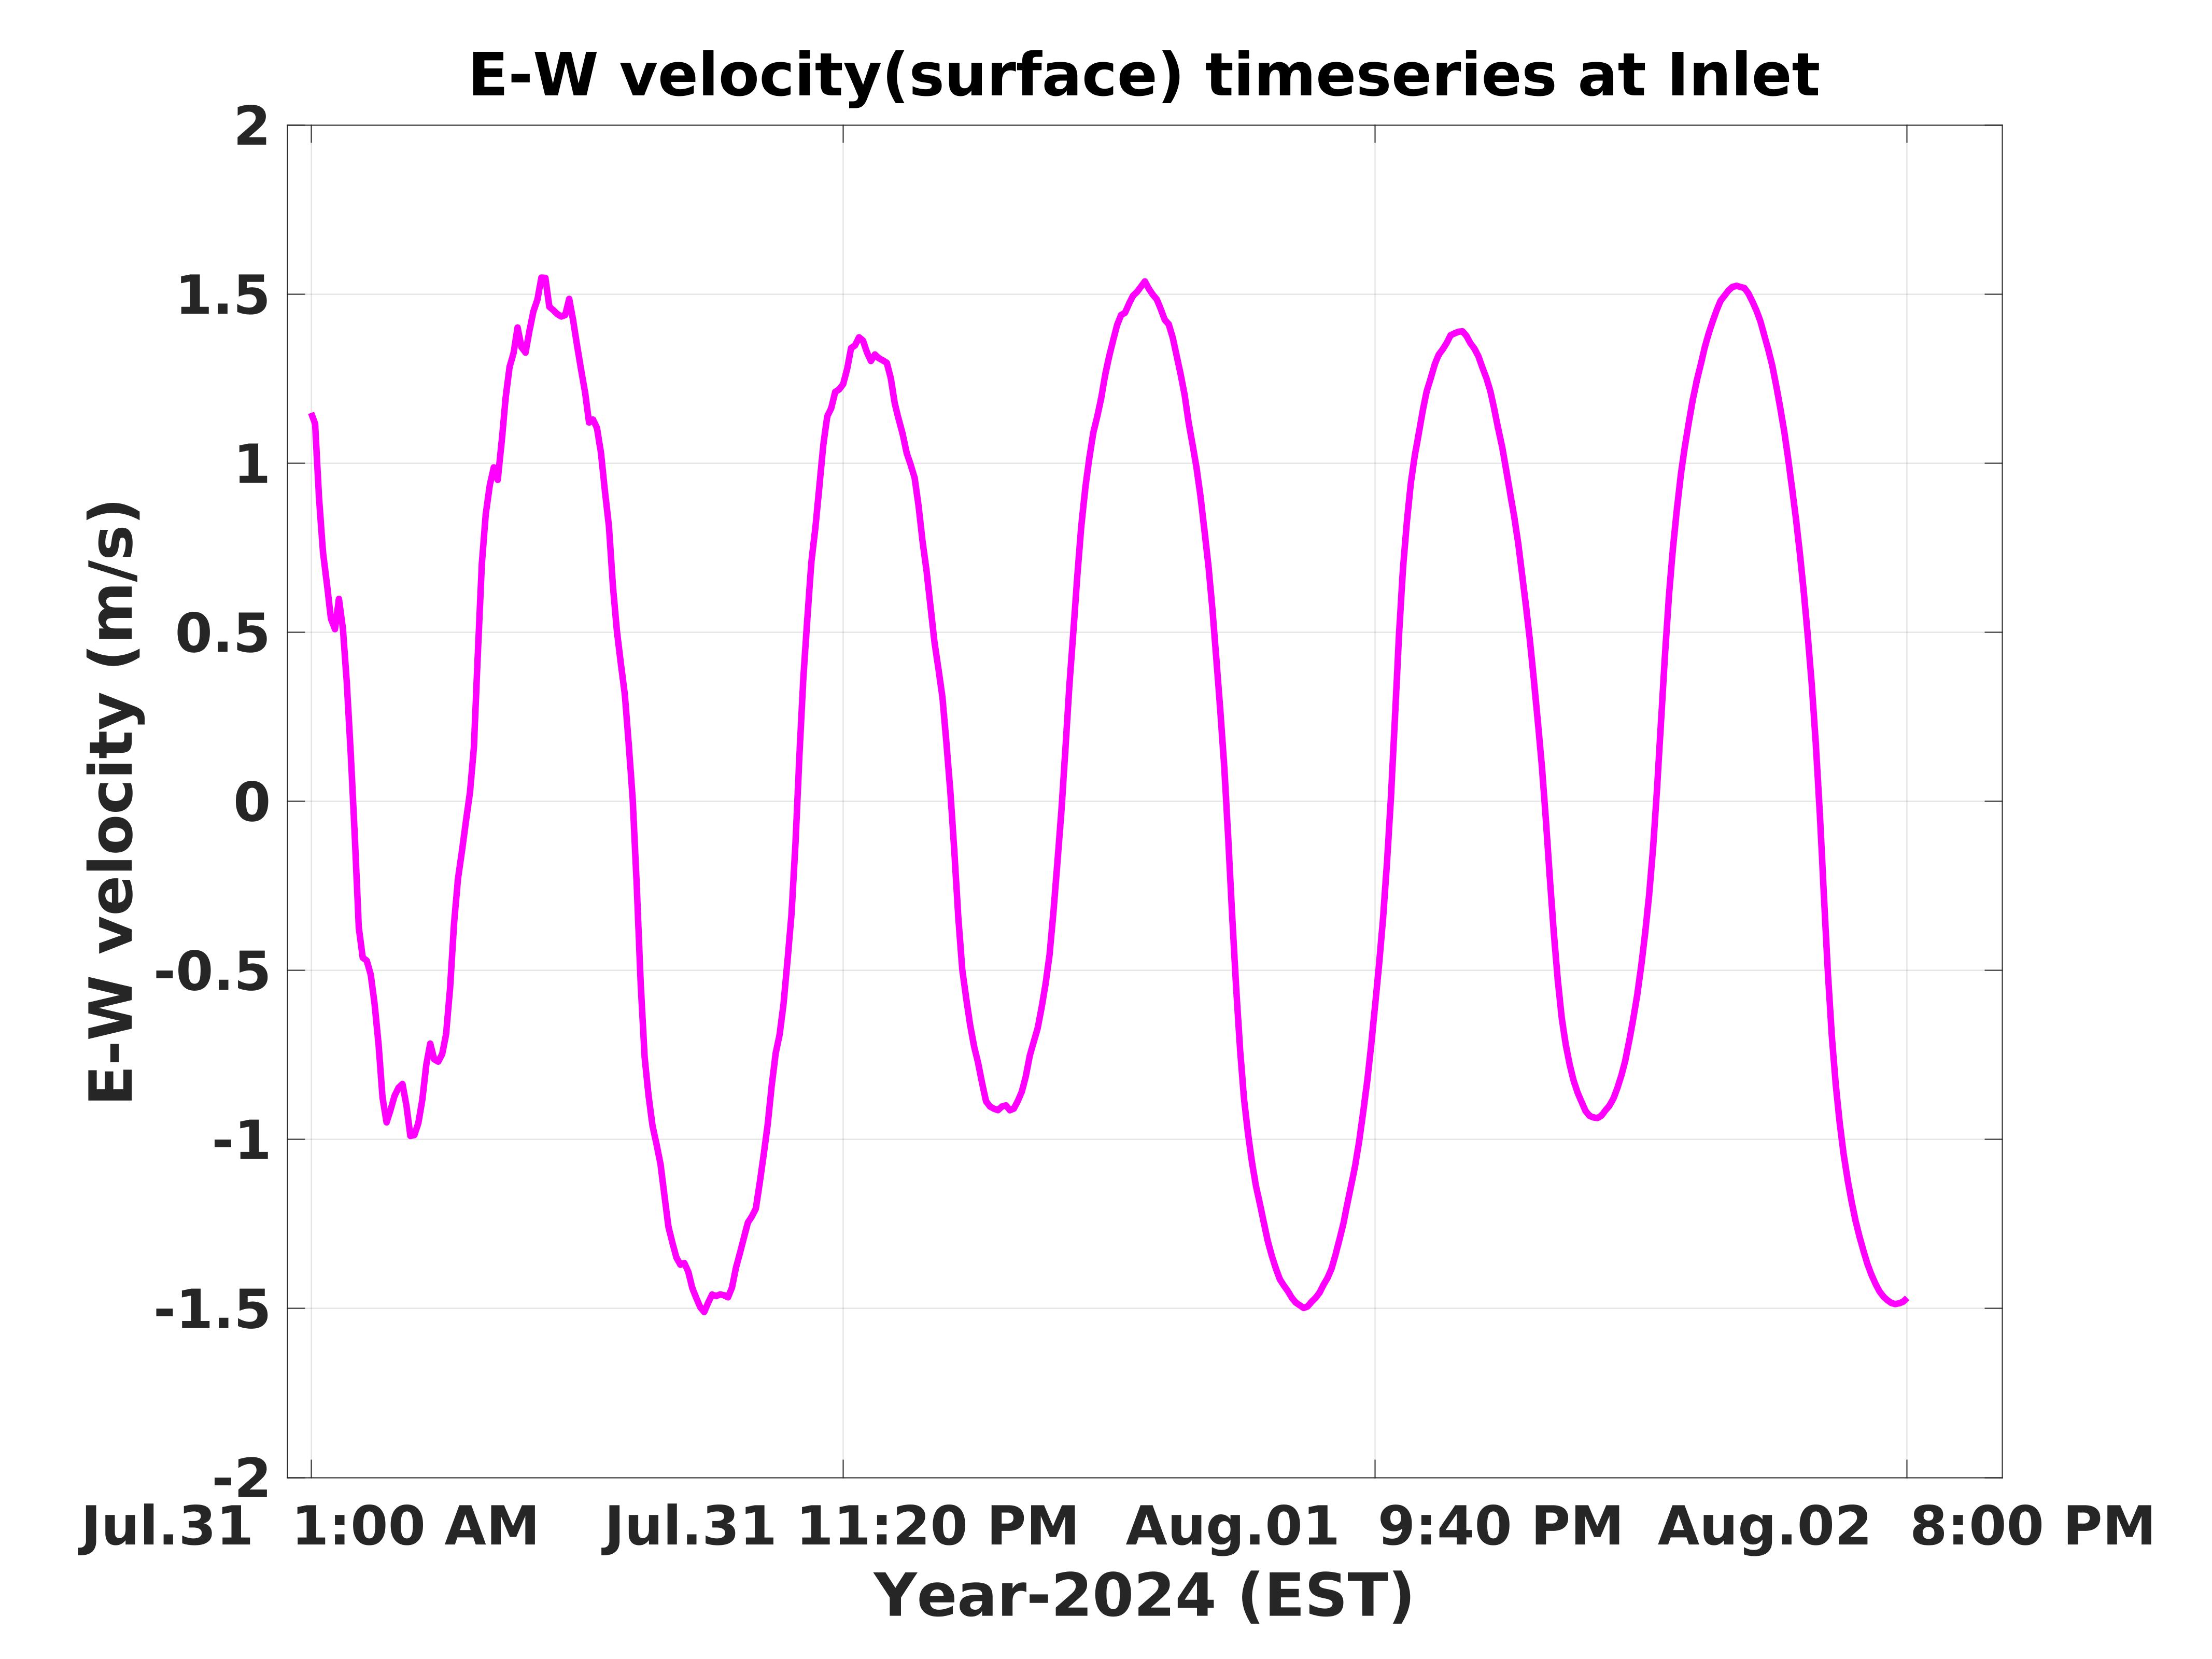 E-W velocity(surface) timeseries at Inlet
E-W velocity (m/s)
2
1.5
1
0.5
0
-0.5
-1
-1.5
-2
Jul.31  1:00 AM
Jul.31 11:20 PM
Aug.01  9:40 PM
Aug.02  8:00 PM
Year-2024 (EST)